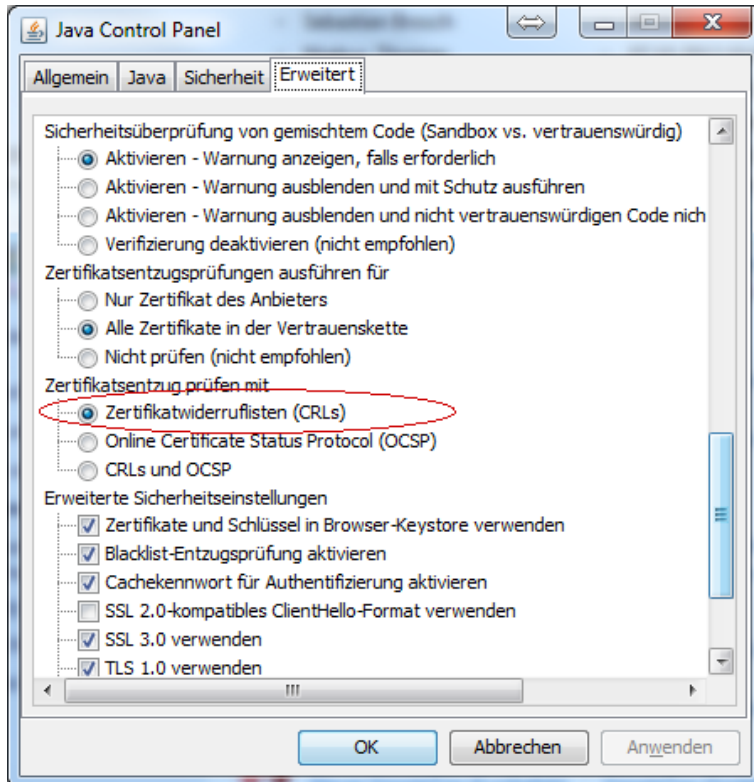 Java Control Panel
Allgemein Java Sicherheit Erweitert
Sicherheitsüberprüfung von gemischtem Code (Sandbox vs. vertrauenswürdig)
Aktivieren - Warnung anzeigen, falls erforderlich
Aktivieren - Warnung ausblenden und mit Schutz ausführen
Aktivieren - Warnung ausblenden und nicht vertrauenswürdigen Code nich
Verifizierung deaktivieren (nicht empfohlen)
Zertifikatsentzugsprüfungen ausführen für
Nur Zertifikat des Anbieters
Alle Zertifikate in der Vertrauenskette
Nicht prüfen (nicht empfohlen)
Zertifikatsentzug prüfen mit
Zertifikatwiderruflisten (CRLs)
Online Certificate Status Protocol (OCSP)
CRLs und OCSP
Erweiterte Sicherheitseinstellungen
Zertifikate und Schlüssel in Browser-Keystore verwenden
Blacklist-Entzugsprüfung aktivieren
Cachekennwort für Authentifizierung aktivieren
SSL 2.0-kompatibles ClientHello-Format verwenden
SSL 3.0 verwenden
TLS 1.0 verwenden
OK Abbrechen Anwenden